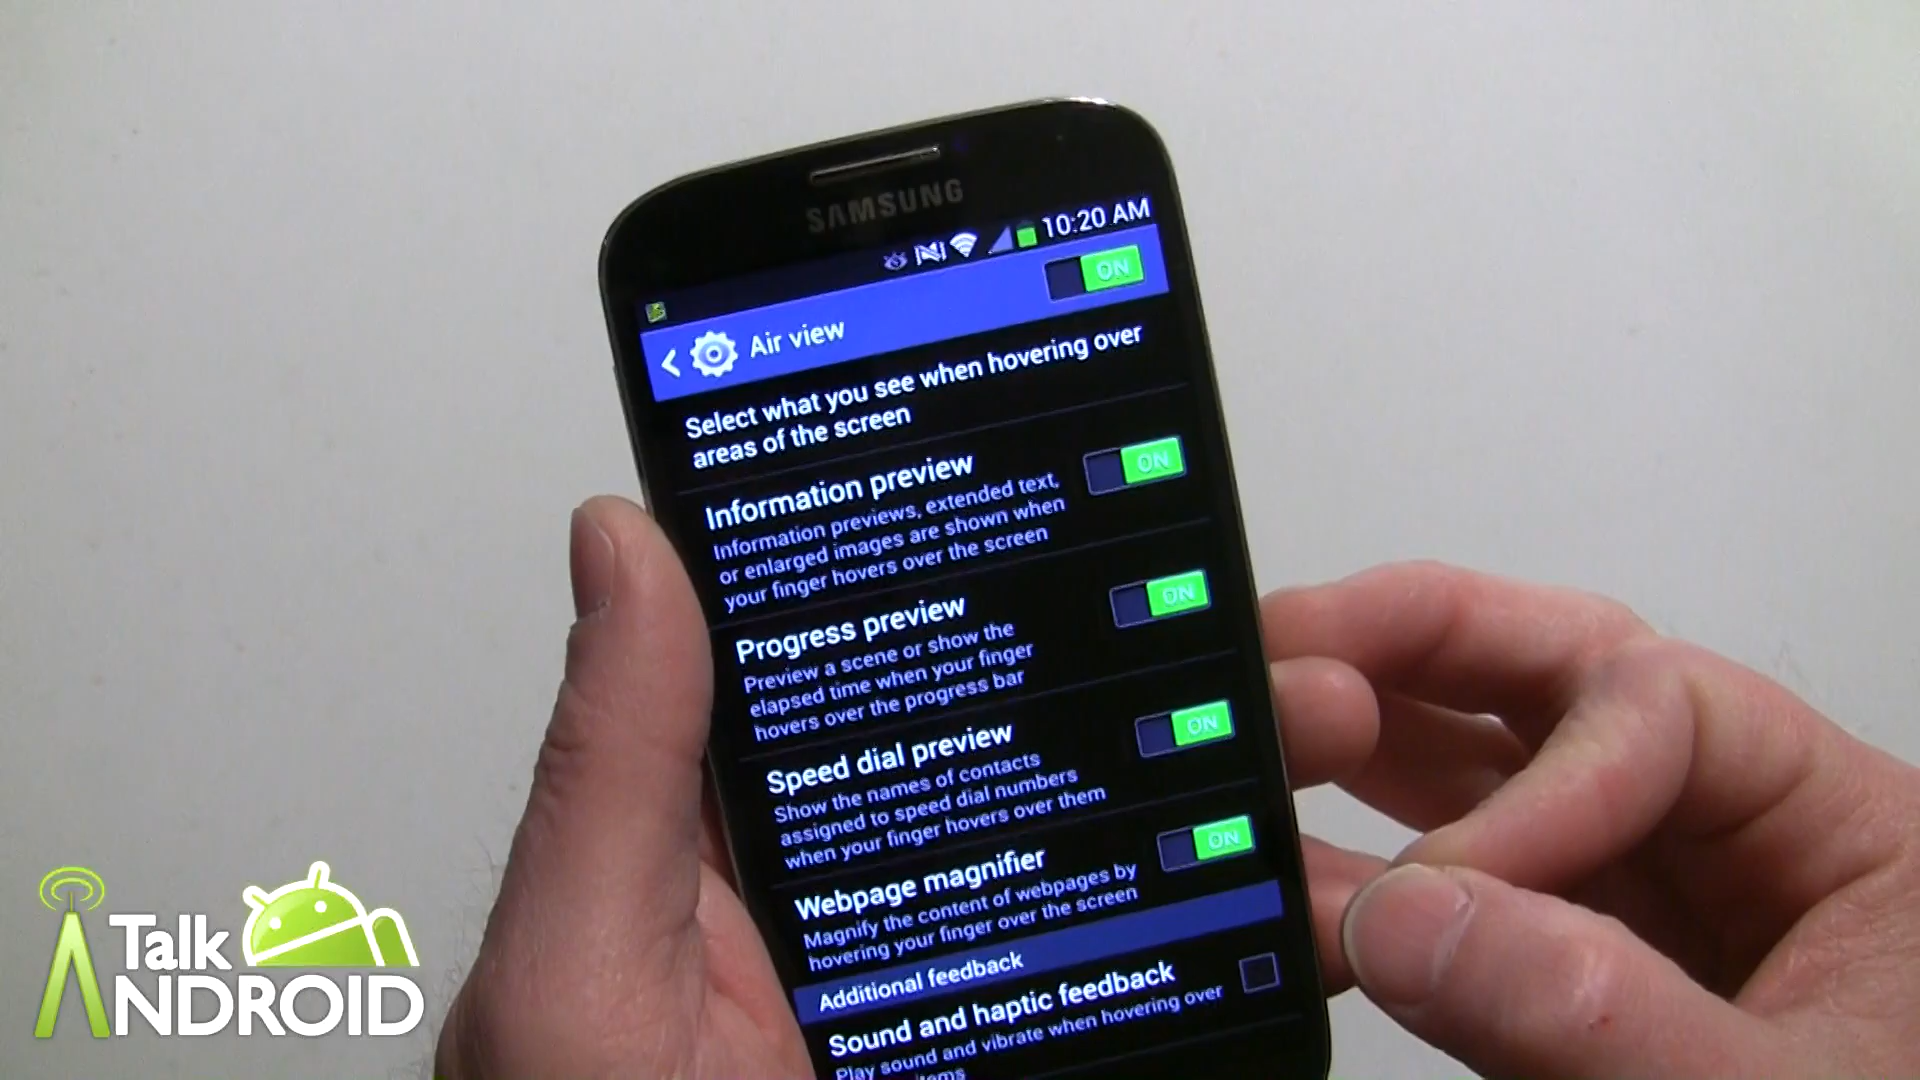 SAMSUNG
10:20 AM
Air view
ON
Select what you see when hovering over
areas of the screen
Information preview
ON
Information previews, extended text,
or enlarged images are shown when
your finger hovers over the screen
Progress preview
ON
Preview a scene or show the
elapsed time when your finger
hovers over the progress bar
Speed dial preview
ON
Show the names of contacts
assigned to speed dial numbers
when your finger hovers over them
Webpage magnifier
ON
Magnify the content of webpages by
hovering your finger over the screen
Additional feedback
Sound and haptic feedback
Play sound and vibrate when hovering over
Talk
ANDROID